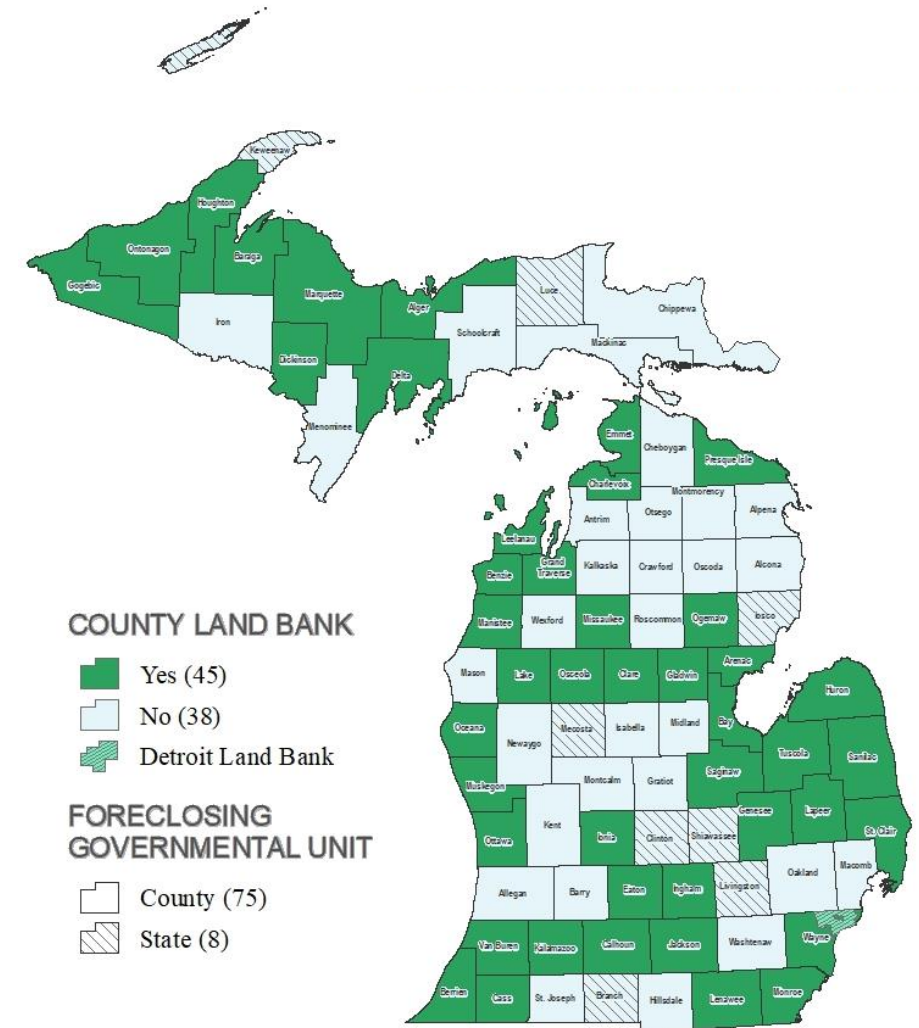 Keweenaw
Houghton
Ontonagon
Baraga
Gogebic
Marquette
Luce
Alger
Chippewa
Iron
Schoolcraft
Mackinac
Dickinson
Delta
Menominee
Emmet
Cheboygan
Presque Isle
Charlevoix
Montmorency
Antrim
Otsego
Alpena
Leelanau
Grand
Traverse
Benzie
Kalkaska
Crawford
Oscoda
Alcona
Manistee
Wexford
Missaukee
Roscommon
Ogemaw
Iosco
Mason
Lake
Osceola
Clare
Gladwin
Arenac
Huron
Oceana
Newaygo
Mecosta
Isabella
Midland
Bay
Tuscola
Sanilac
Muskegon
Montcalm
Gratiot
Saginaw
Genesee
Lapeer
St. Clair
Ottawa
Kent
Ionia
Clinton
Shiawassee
Allegan
Barry
Eaton
Ingham
Livingston
Oakland
Macomb
Van Buren
Kalamazoo
Calhoun
Jackson
Washtenaw
Wayne
Berrien
Cass
St. Joseph
Branch
Hillsdale
Lenawee
Monroe
COUNTY LAND BANK
Yes (45)
No (38)
Detroit Land Bank
FORECLOSING
GOVERNMENTAL UNIT
County (75)
State (8)